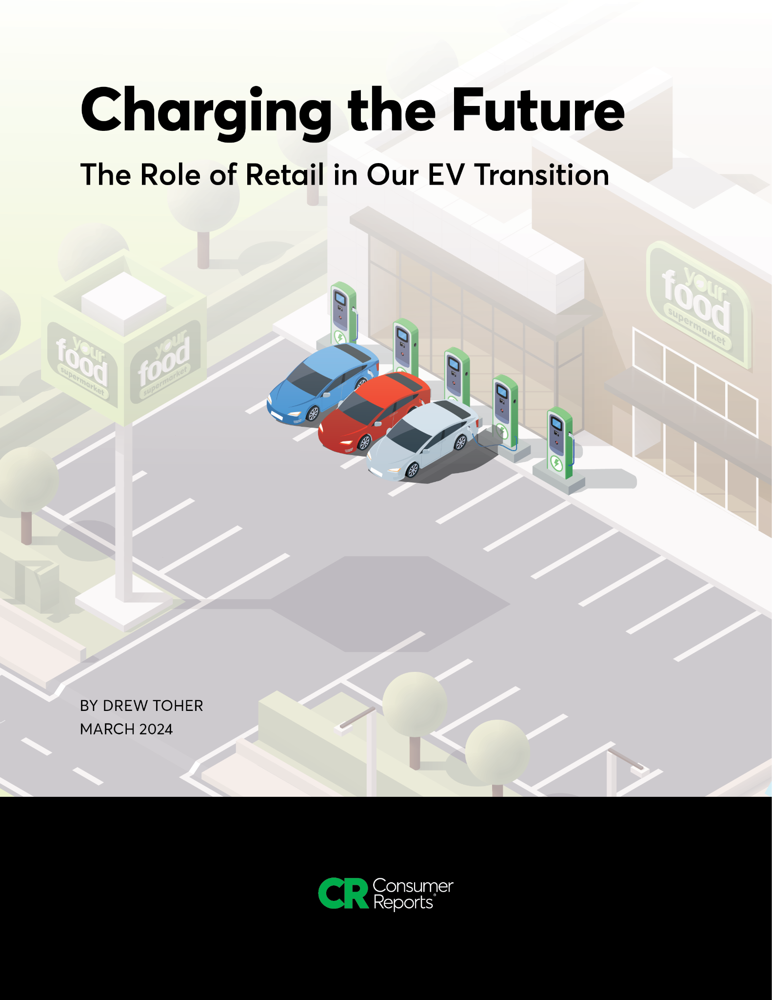 Charging the Future
The Role of Retail in Our EV Transition
your
food
supermarket
your
food
supermarket
your
food
supermarket
BY DREW TOHER
MARCH 2024
CR Consumer
Reports®